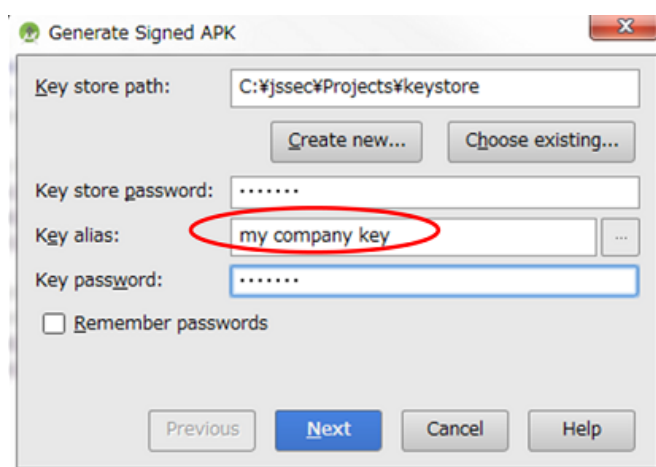 Generate Signed APK
Key store path: C:¥jssec¥Projects¥keystore
Create new... Choose existing...
Key store password: •••••••
Key alias: my company key ...
Key password: •••••••
Remember passwords
Previous Next Cancel Help